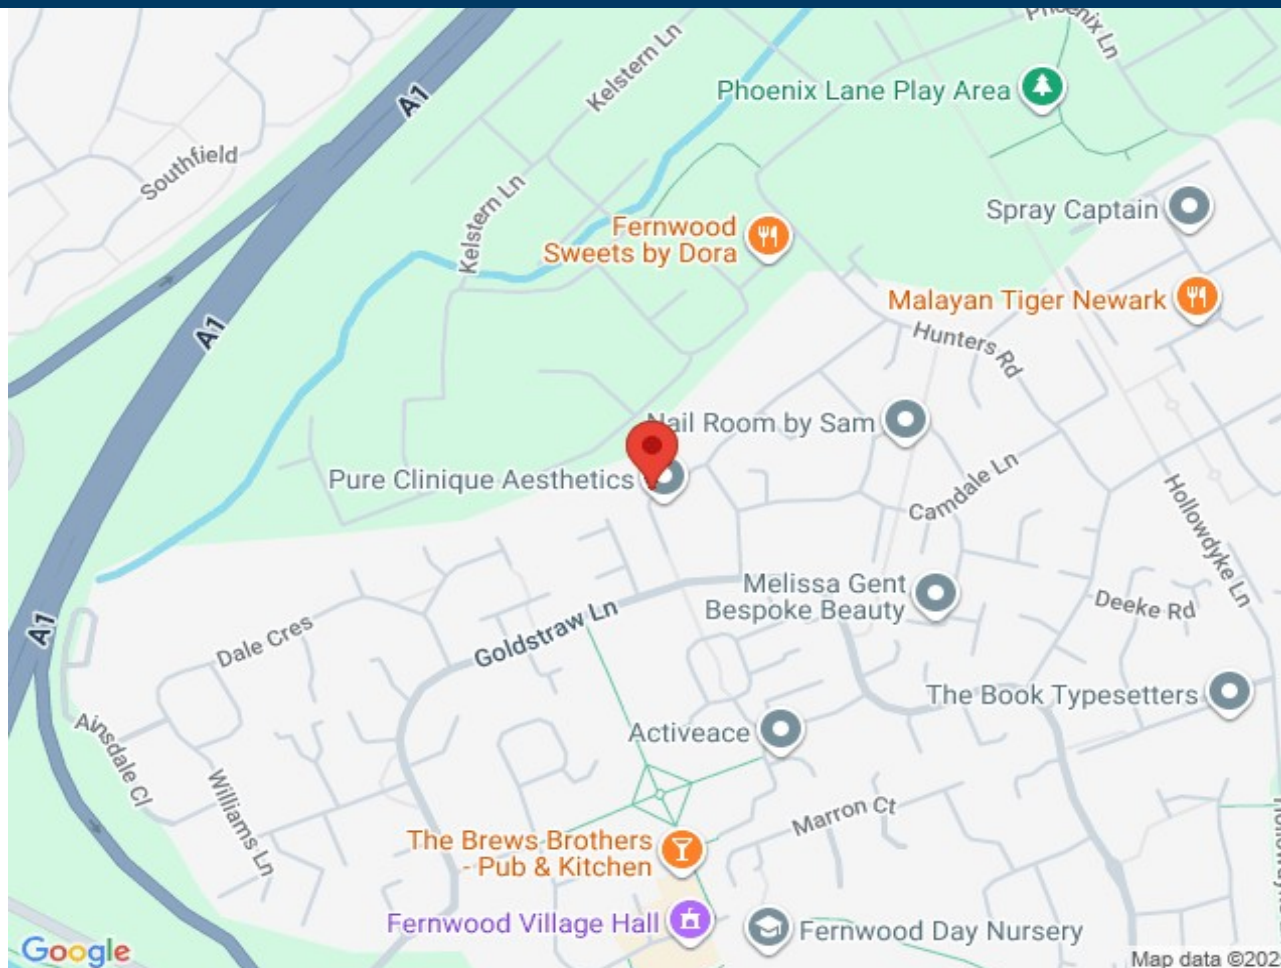 Phoenix Ln
A1
Kelstern Ln
Phoenix Lane Play Area
Southfield
Kelstern Ln
Spray Captain
Fernwood
Sweets by Dora
Malayan Tiger Newark
A1
Hunters Rd
Nail Room by Sam
Pure Clinique Aesthetics
Camdale Ln
Hollowdyke Ln
Melissa Gent
Bespoke Beauty
Deeke Rd
A1
Dale Cres
Goldstraw Ln
The Book Typesetters
Activeace
Ainsdale Cl
Williams Ln
Marron Ct
The Brews Brothers
- Pub & Kitchen
Fernwood Village Hall
Fernwood Day Nursery
Google
Map data ©202